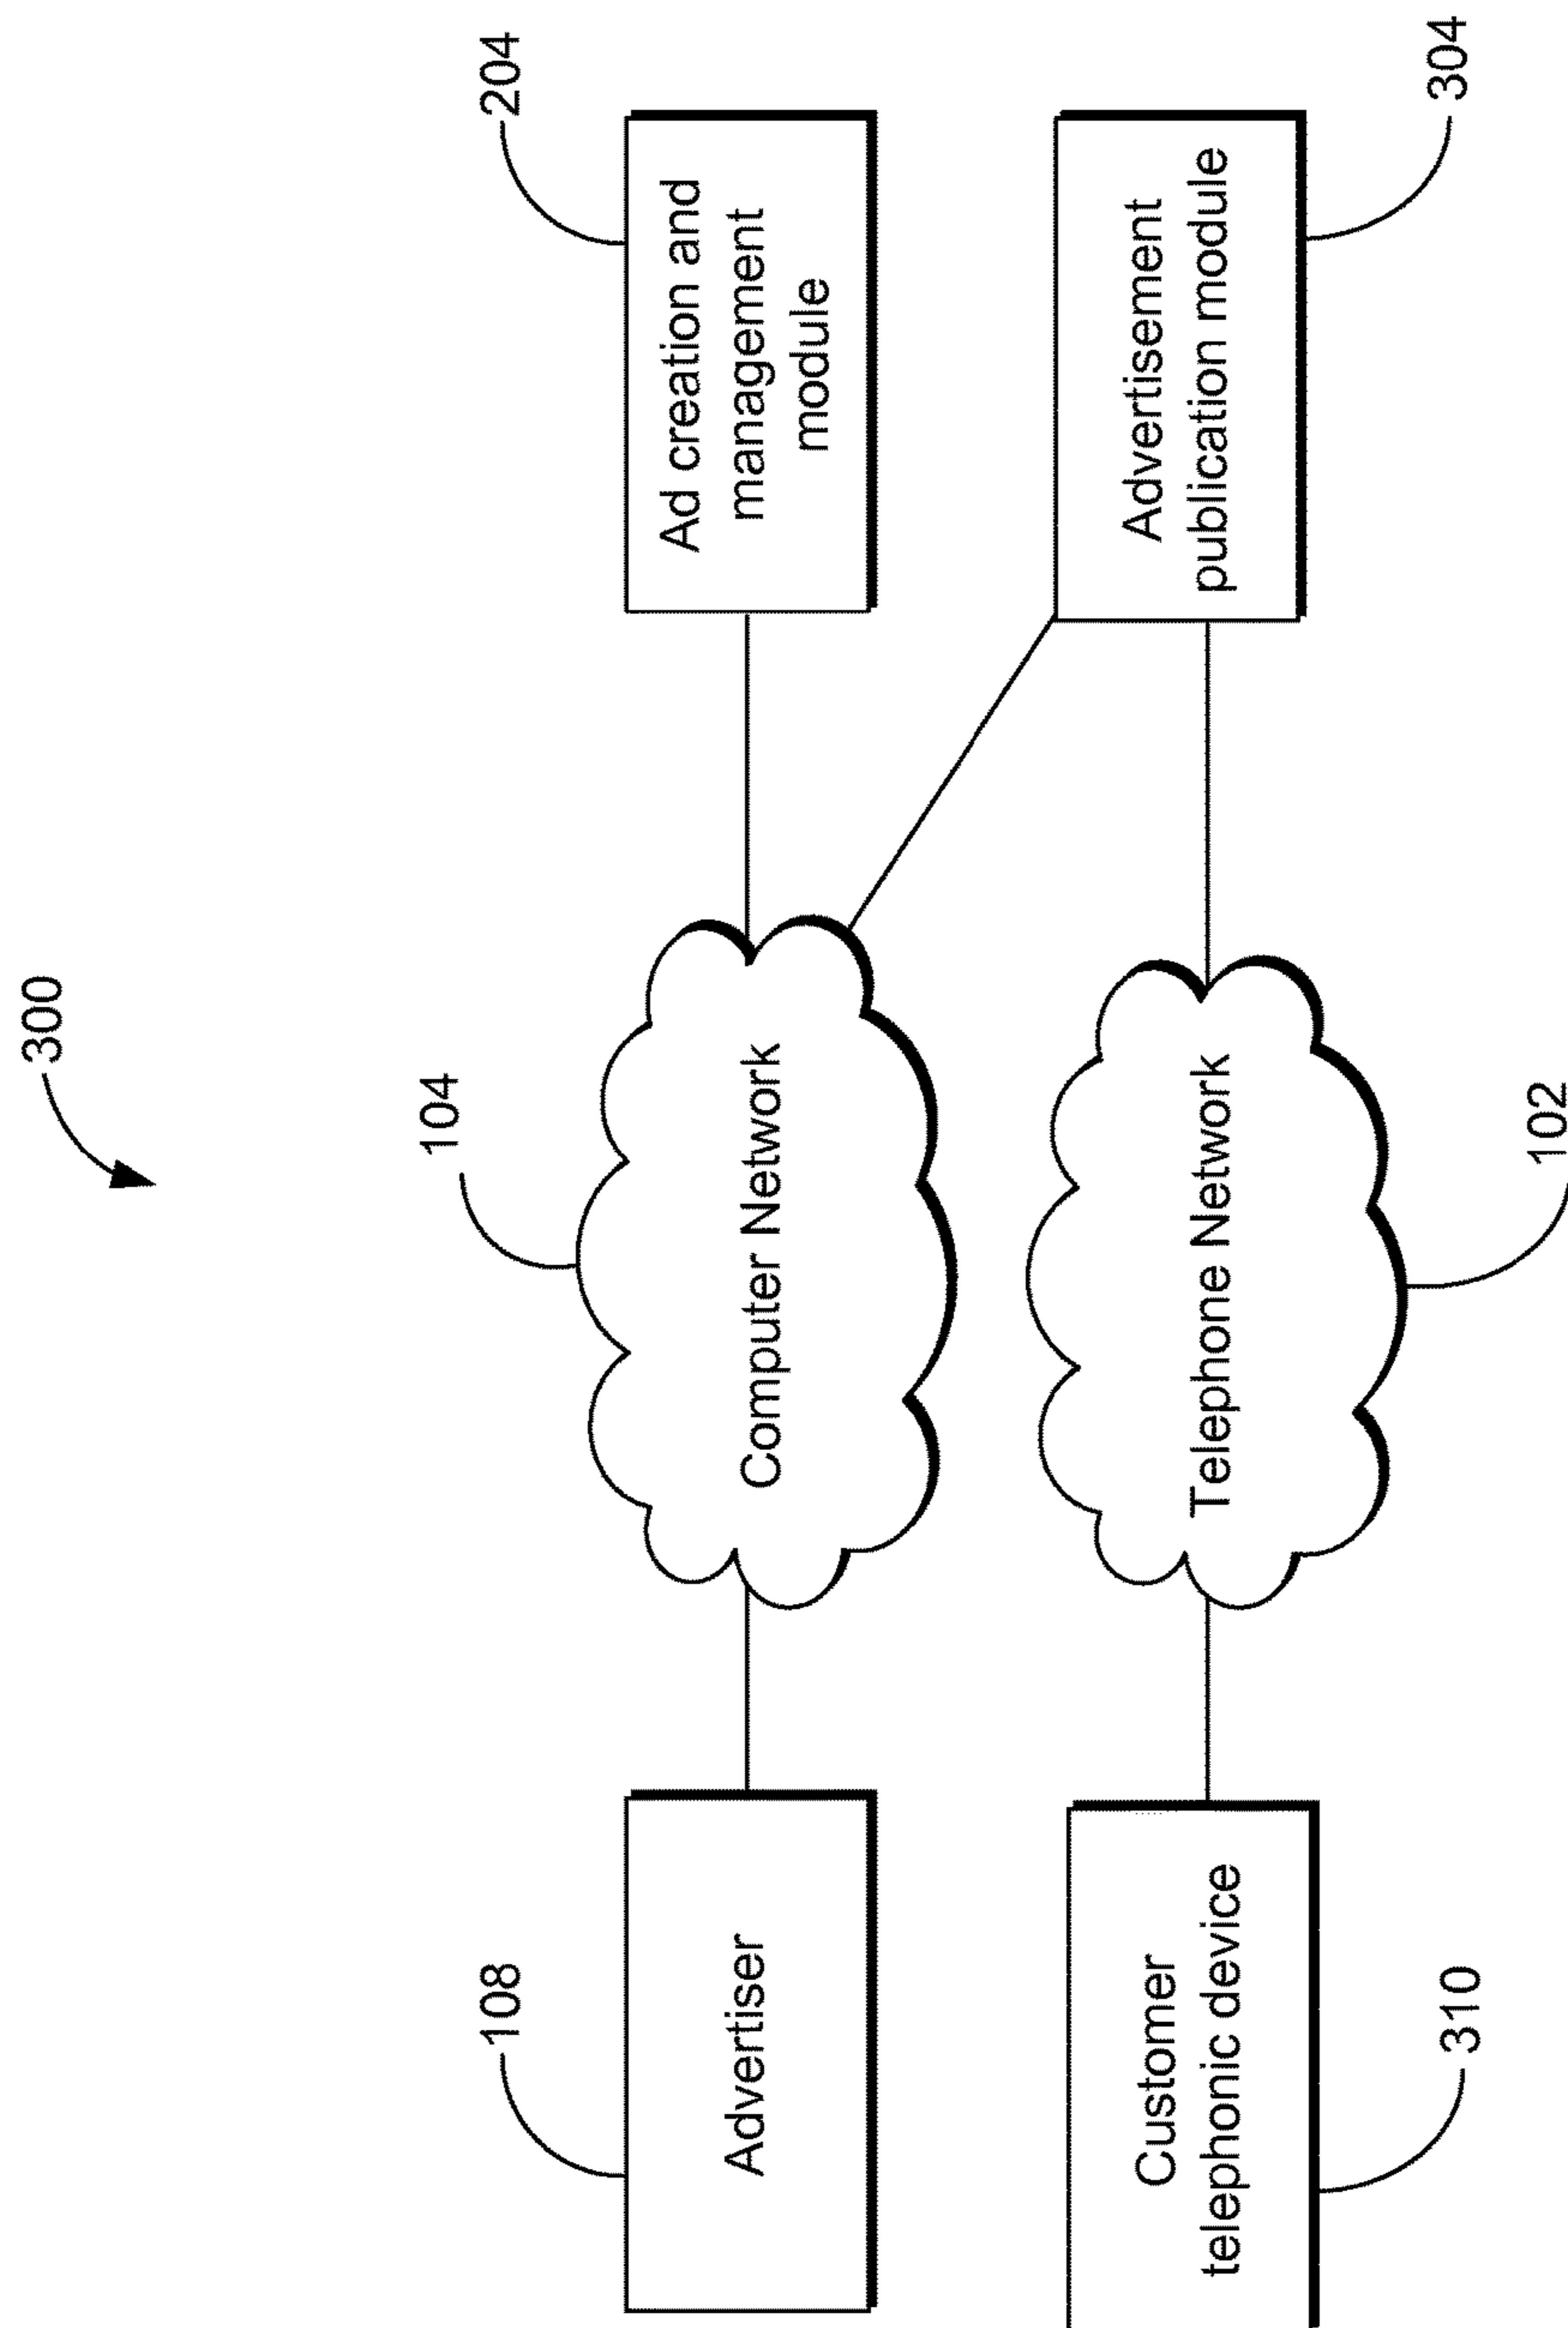 300
104
108
204
Advertiser
Computer Network
Ad creation and
management
module
Customer
telephonic device
Telephone Network
Advertisement
publication module
310
102
304